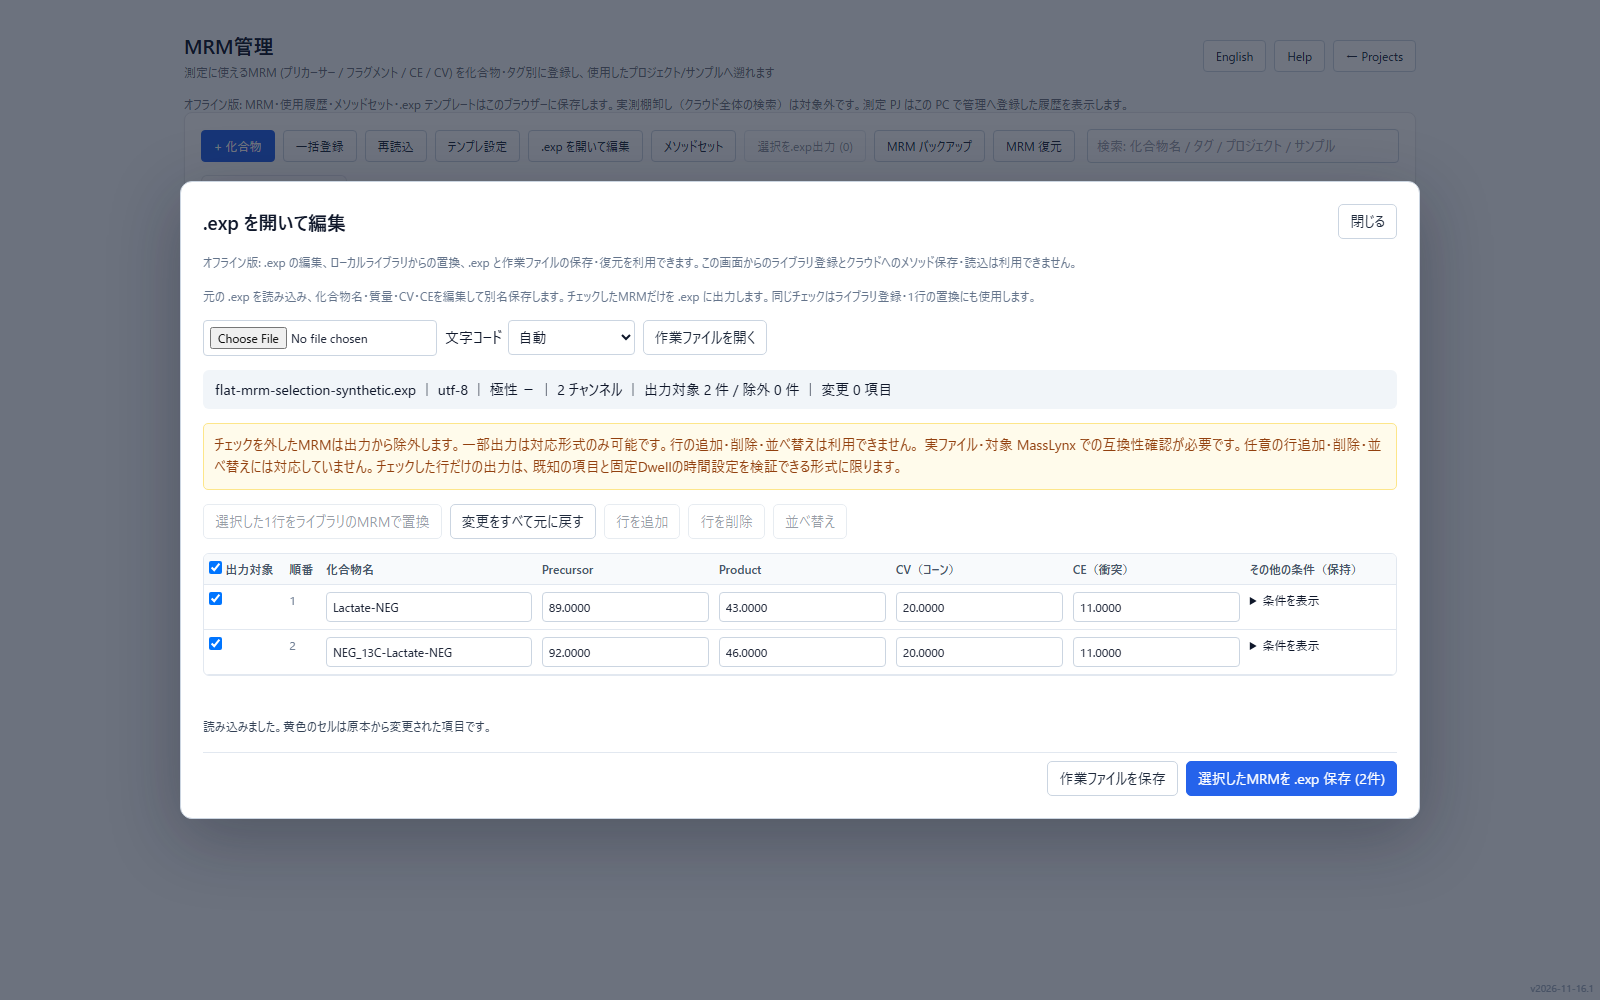 MRM管理
測定に使えるMRM (プリカーサー / フラグメント / CE / CV) を化合物・タグ別に登録し、使用したプロジェクト/サンプルへ遡れます
English Help ← Projects
オフライン版: MRM・使用履歴・メソッドセット・.exp テンプレートはこのブラウザーに保存します。実測棚卸し（クラウド全体の検索）は対象外です。測定 PJ はこの PC で管理へ登録した履歴を表示します。
+ 化合物 一括登録 再読込 テンプレ設定 .exp を開いて編集 メソッドセット 選択を.exp出力 (0) MRM バックアップ MRM 復元 検索: 化合物名 / タグ / プロジェクト / サンプル
.exp を開いて編集
閉じる
オフライン版: .exp の編集、ローカルライブラリからの置換、.exp と作業ファイルの保存・復元を利用できます。この画面からのライブラリ登録とクラウドへのメソッド保存・読込は利用できません。
元の .exp を読み込み、化合物名・質量・CV・CEを編集して別名保存します。チェックしたMRMだけを .exp に出力します。同じチェックはライブラリ登録・1行の置換にも使用します。
Choose File No file chosen 文字コード 自動 作業ファイルを開く
flat-mrm-selection-synthetic.exp | utf-8 | 極性 − | 2 チャンネル | 出力対象 2 件 / 除外 0 件 | 変更 0 項目
チェックを外したMRMは出力から除外します。一部出力は対応形式のみ可能です。行の追加・削除・並べ替えは利用できません。 実ファイル・対象 MassLynx での互換性確認が必要です。任意の行追加・削除・並
べ替えには対応していません。チェックした行だけの出力は、既知の項目と固定Dwellの時間設定を検証できる形式に限ります。
選択した1行をライブラリのMRMで置換 変更をすべて元に戻す 行を追加 行を削除 並べ替え
出力対象 順番 化合物名 Precursor Product CV（コーン） CE（衝突） その他の条件（保持）
1 Lactate-NEG 89.0000 43.0000 20.0000 11.0000 ▶ 条件を表示
2 NEG_13C-Lactate-NEG 92.0000 46.0000 20.0000 11.0000 ▶ 条件を表示
読み込みました。黄色のセルは原本から変更された項目です。
作業ファイルを保存 選択したMRMを .exp 保存 (2件)
v2026-11-16.1